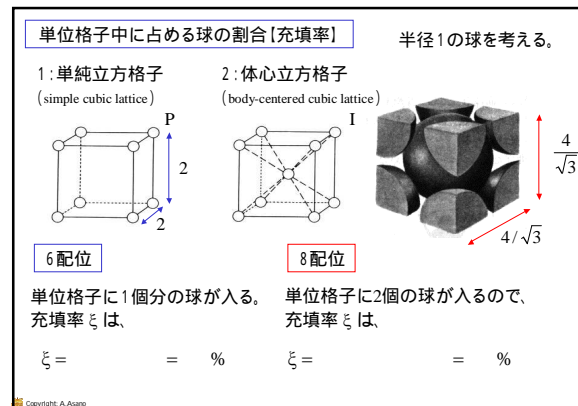 単位格子中に占める球の割合【充填率】
半径1の球を考える。
1:単純立方格子
(simple cubic lattice)
P
2
2
6配位
単位格子に1個分の球が入る。
充填率ξは、
ξ=　　　=　　%
2:体心立方格子
(body-centered cubic lattice)
I
4/√3
4/√3
8配位
単位格子に2個の球が入るので、
充填率ξは、
ξ=　　　=　　%
Copyright: A.Asano